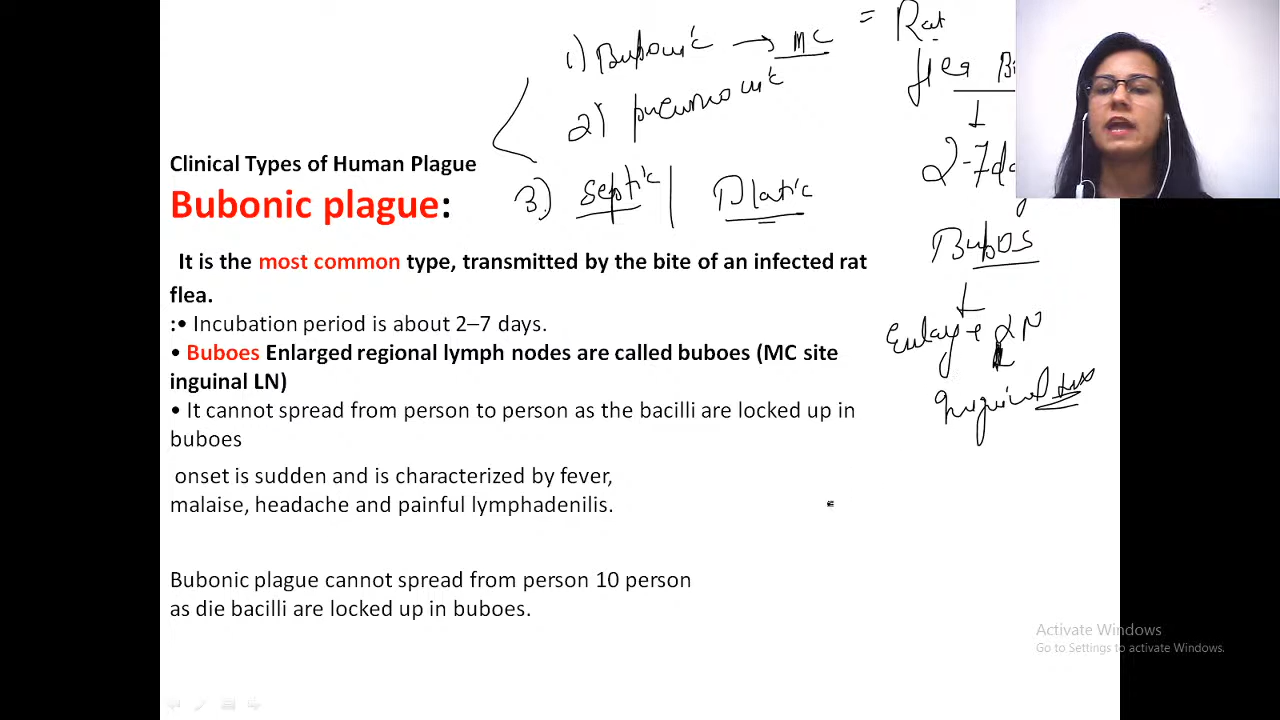 1) Bubonic → MC = Rat
flea
2) pneumonic
2-7
3) Septic |
Clinical Types of Human Plague
Bubonic plague:
Bubos
It is the most common type, transmitted by the bite of an infected rat
flea.
:• Incubation period is about 2–7 days.
• Buboes Enlarged regional lymph nodes are called buboes (MC site
inguinal LN)
• It cannot spread from person to person as the bacilli are locked up in
buboes
onset is sudden and is characterized by fever,
malaise, headache and painful lymphadenilis.
Bubonic plague cannot spread from person 10 person
as die bacilli are locked up in buboes.
Activate Windows
Go to Settings to activate Windows.